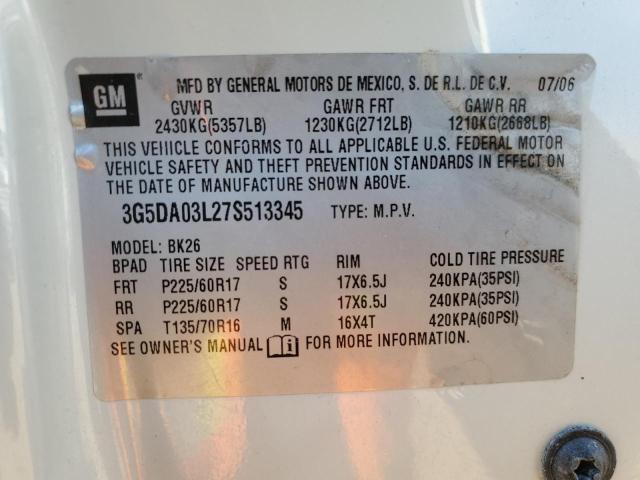 GM MFD BY GENERAL MOTORS DE MEXICO, S. DE R.L. DE C.V. 07/06
GVWR GAWR FRT GAWR RR
2430KG(5357LB) 1230KG(2712LB) 1210KG(2668LB)
THIS VEHICLE CONFORMS TO ALL APPLICABLE U.S. FEDERAL MOTOR
VEHICLE SAFETY AND THEFT PREVENTION STANDARDS IN EFFECT ON
THE DATE OF MANUFACTURE SHOWN ABOVE.
3G5DA03L27S513345 TYPE: M.P.V.
MODEL: BK26
BPAD TIRE SIZE SPEED RTG RIM COLD TIRE PRESSURE
FRT P225/60R17 S 17X6.5J 240KPA(35PSI)
RR P225/60R17 S 17X6.5J 240KPA(35PSI)
SPA T135/70R16 M 16X4T 420KPA(60PSI)
SEE OWNER'S MANUAL FOR MORE INFORMATION.